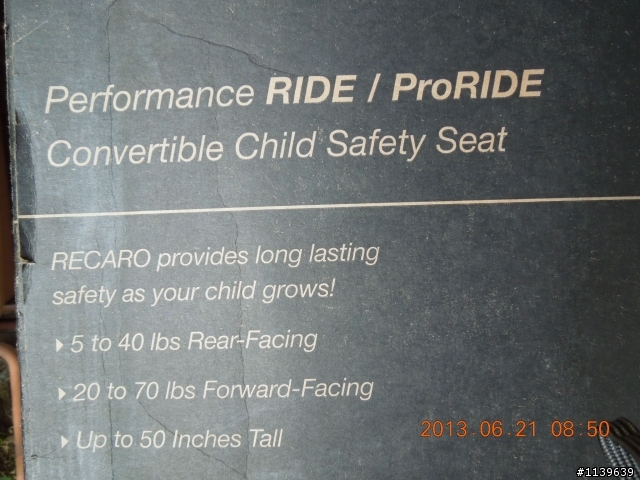 Performance RIDE / ProRIDE
Convertible Child Safety Seat
RECARO provides long lasting
safety as your child grows!
5 to 40 lbs Rear-Facing
20 to 70 lbs Forward-Facing
Up to 50 Inches Tall
2013.06.21 08:50
#1139639